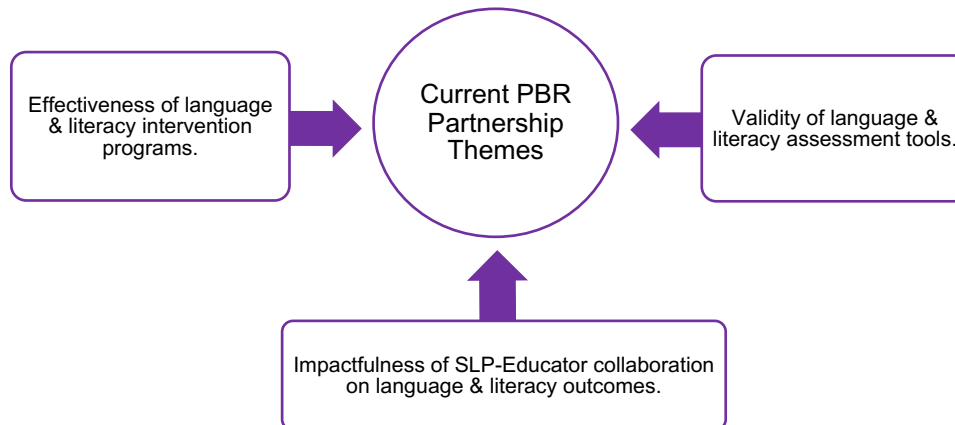 Current PBR
Partnership
Themes
Effectiveness of language
& literacy intervention
programs.
Validity of language &
literacy assessment tools.
Impactfulness of SLP-Educator collaboration
on language & literacy outcomes.